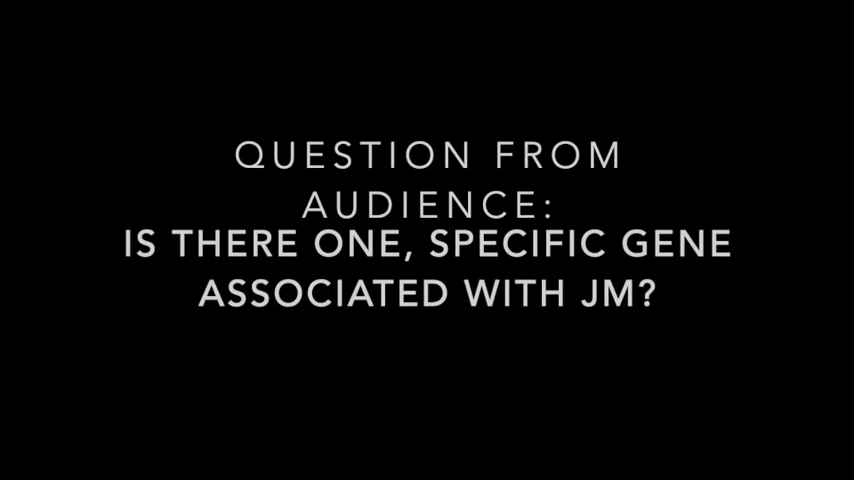 QUESTION FROM
AUDIENCE:
IS THERE ONE, SPECIFIC GENE
ASSOCIATED WITH JM?